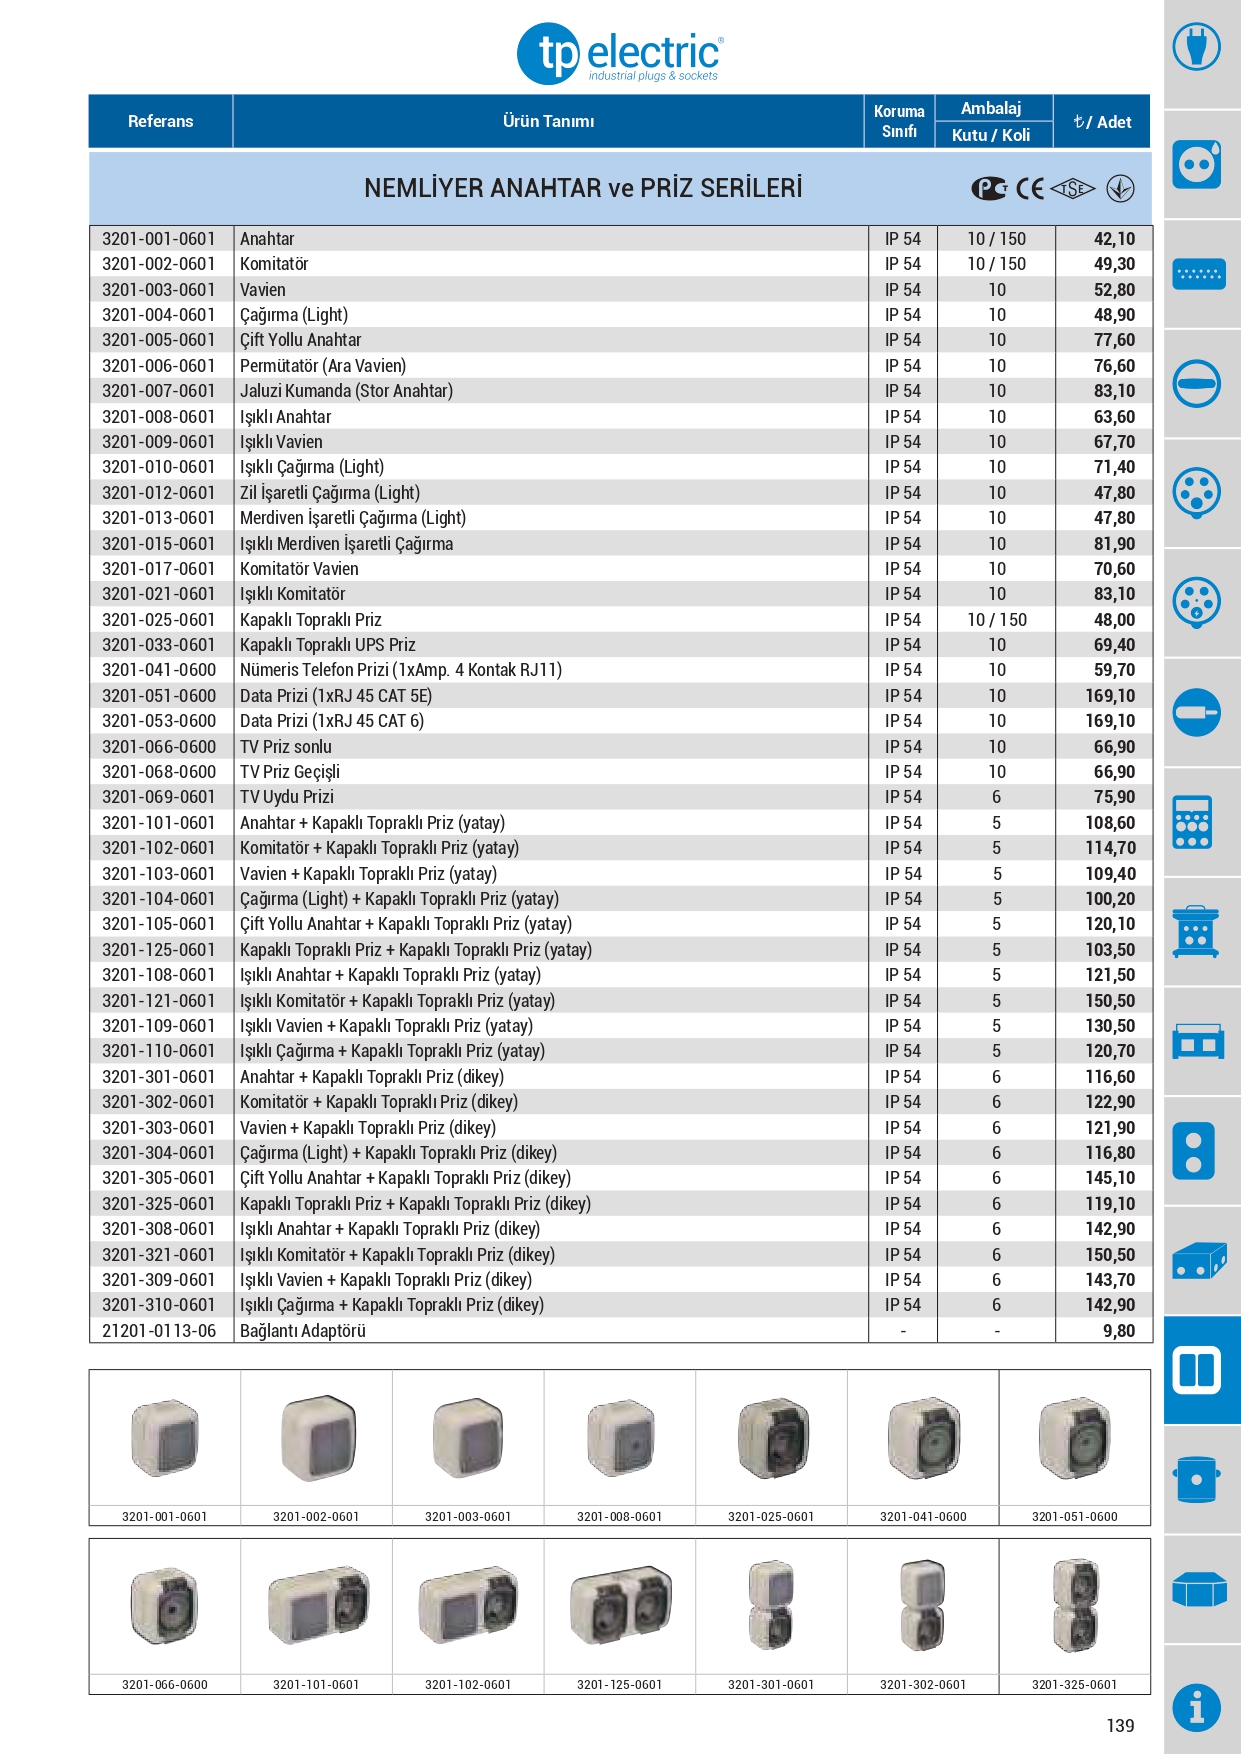 tp electric®
industrial plugs & sockets
Referans Ürün Tanımı Koruma Sınıfı Ambalaj Kutu / Koli ₺/ Adet
NEMLİYER ANAHTAR ve PRİZ SERİLERİ
3201-001-0601 Anahtar IP 54 10 / 150 42,10
3201-002-0601 Komitatör IP 54 10 / 150 49,30
3201-003-0601 Vavien IP 54 10 52,80
3201-004-0601 Çağırma (Light) IP 54 10 48,90
3201-005-0601 Çift Yollu Anahtar IP 54 10 77,60
3201-006-0601 Permütatör (Ara Vavien) IP 54 10 76,60
3201-007-0601 Jaluzi Kumanda (Stor Anahtar) IP 54 10 83,10
3201-008-0601 Işıklı Anahtar IP 54 10 63,60
3201-009-0601 Işıklı Vavien IP 54 10 67,70
3201-010-0601 Işıklı Çağırma (Light) IP 54 10 71,40
3201-012-0601 Zil İşaretli Çağırma (Light) IP 54 10 47,80
3201-013-0601 Merdiven İşaretli Çağırma (Light) IP 54 10 47,80
3201-015-0601 Işıklı Merdiven İşaretli Çağırma IP 54 10 81,90
3201-017-0601 Komitatör Vavien IP 54 10 70,60
3201-021-0601 Işıklı Komitatör IP 54 10 83,10
3201-025-0601 Kapaklı Topraklı Priz IP 54 10 / 150 48,00
3201-033-0601 Kapaklı Topraklı UPS Priz IP 54 10 69,40
3201-041-0600 Nümeris Telefon Prizi (1xAmp. 4 Kontak RJ11) IP 54 10 59,70
3201-051-0600 Data Prizi (1xRJ 45 CAT 5E) IP 54 10 169,10
3201-053-0600 Data Prizi (1xRJ 45 CAT 6) IP 54 10 169,10
3201-066-0600 TV Priz sonlu IP 54 10 66,90
3201-068-0600 TV Priz Geçişli IP 54 10 66,90
3201-069-0601 TV Uydu Prizi IP 54 6 75,90
3201-101-0601 Anahtar + Kapaklı Topraklı Priz (yatay) IP 54 5 108,60
3201-102-0601 Komitatör + Kapaklı Topraklı Priz (yatay) IP 54 5 114,70
3201-103-0601 Vavien + Kapaklı Topraklı Priz (yatay) IP 54 5 109,40
3201-104-0601 Çağırma (Light) + Kapaklı Topraklı Priz (yatay) IP 54 5 100,20
3201-105-0601 Çift Yollu Anahtar + Kapaklı Topraklı Priz (yatay) IP 54 5 120,10
3201-125-0601 Kapaklı Topraklı Priz + Kapaklı Topraklı Priz (yatay) IP 54 5 103,50
3201-108-0601 Işıklı Anahtar + Kapaklı Topraklı Priz (yatay) IP 54 5 121,50
3201-121-0601 Işıklı Komitatör + Kapaklı Topraklı Priz (yatay) IP 54 5 150,50
3201-109-0601 Işıklı Vavien + Kapaklı Topraklı Priz (yatay) IP 54 5 130,50
3201-110-0601 Işıklı Çağırma + Kapaklı Topraklı Priz (yatay) IP 54 5 120,70
3201-301-0601 Anahtar + Kapaklı Topraklı Priz (dikey) IP 54 6 116,60
3201-302-0601 Komitatör + Kapaklı Topraklı Priz (dikey) IP 54 6 122,90
3201-303-0601 Vavien + Kapaklı Topraklı Priz (dikey) IP 54 6 121,90
3201-304-0601 Çağırma (Light) + Kapaklı Topraklı Priz (dikey) IP 54 6 116,80
3201-305-0601 Çift Yollu Anahtar + Kapaklı Topraklı Priz (dikey) IP 54 6 145,10
3201-325-0601 Kapaklı Topraklı Priz + Kapaklı Topraklı Priz (dikey) IP 54 6 119,10
3201-308-0601 Işıklı Anahtar + Kapaklı Topraklı Priz (dikey) IP 54 6 142,90
3201-321-0601 Işıklı Komitatör + Kapaklı Topraklı Priz (dikey) IP 54 6 150,50
3201-309-0601 Işıklı Vavien + Kapaklı Topraklı Priz (dikey) IP 54 6 143,70
3201-310-0601 Işıklı Çağırma + Kapaklı Topraklı Priz (dikey) IP 54 6 142,90
21201-0113-06 Bağlantı Adaptörü - - 9,80
3201-001-0601 3201-002-0601 3201-003-0601 3201-008-0601 3201-025-0601 3201-041-0600 3201-051-0600
3201-066-0600 3201-101-0601 3201-102-0601 3201-125-0601 3201-301-0601 3201-302-0601 3201-325-0601
139